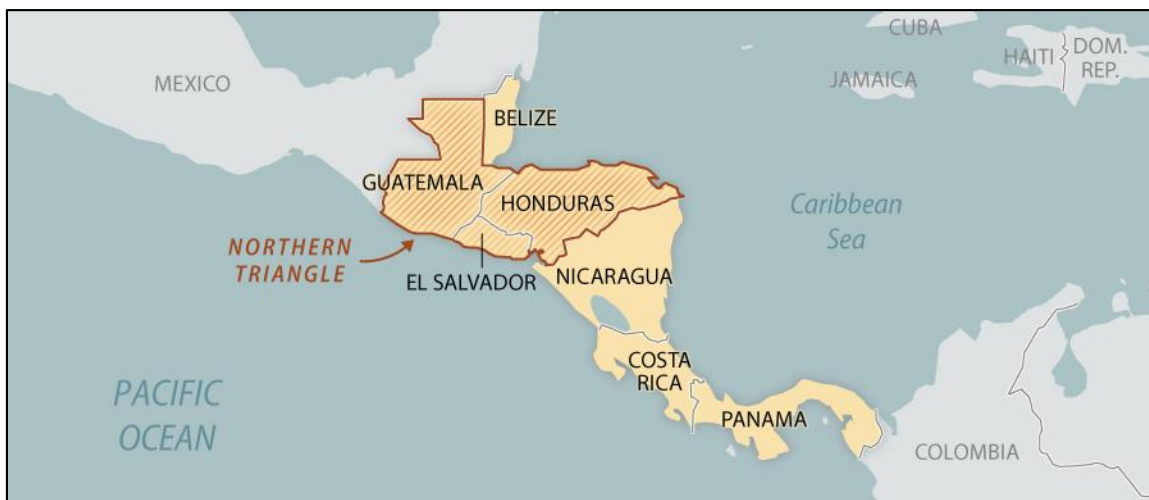 CUBA
HAITI
DOM.
REP.
MEXICO
JAMAICA
BELIZE
GUATEMALA
HONDURAS
Caribbean
Sea
NORTHERN
TRIANGLE
EL SALVADOR
NICARAGUA
COSTA
RICA
PACIFIC
OCEAN
PANAMA
COLOMBIA